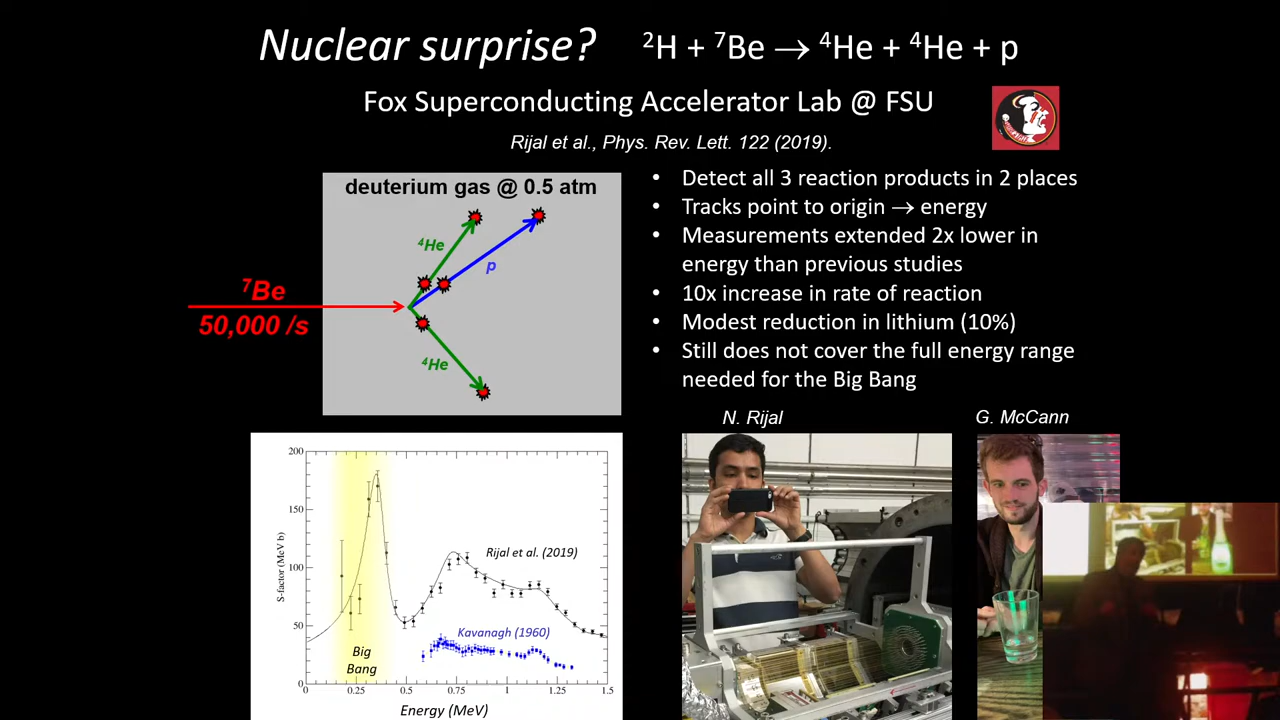 Nuclear surprise? ²H + ⁷Be → ⁴He + ⁴He + p
Fox Superconducting Accelerator Lab @ FSU
Rijal et al., Phys. Rev. Lett. 122 (2019).
deuterium gas @ 0.5 atm
⁴He
p
⁷Be
50,000 /s
⁴He
• Detect all 3 reaction products in 2 places
• Tracks point to origin → energy
• Measurements extended 2x lower in
energy than previous studies
• 10x increase in rate of reaction
• Modest reduction in lithium (10%)
• Still does not cover the full energy range
needed for the Big Bang
N. Rijal
G. McCann
200
150
100
50
0
S-factor (MeV b)
Rijal et al. (2019)
Kavanagh (1960)
Big
Bang
0 0.25 0.5 0.75 1 1.25 1.5
Energy (MeV)